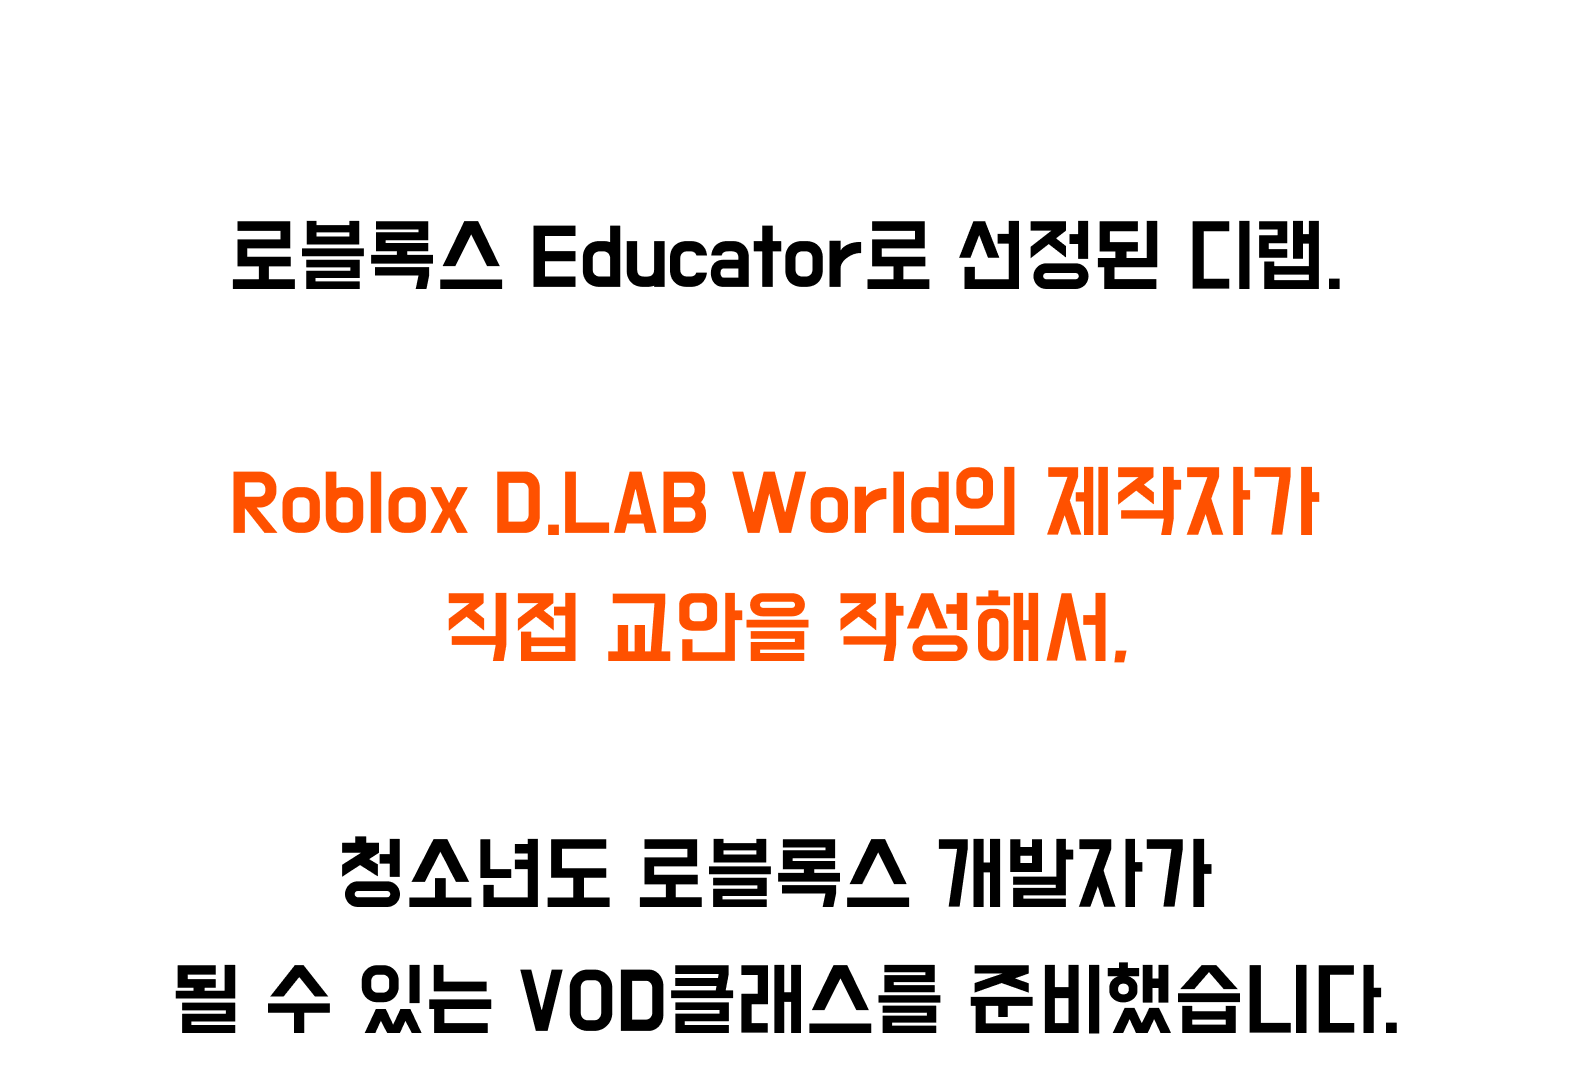 로블록스 Educator로 선정된 디랩.
Roblox D.LAB World의 제작자가
직접 교안을 작성해서,
청소년도 로블록스 개발자가
될 수 있는 VOD클래스를 준비했습니다.